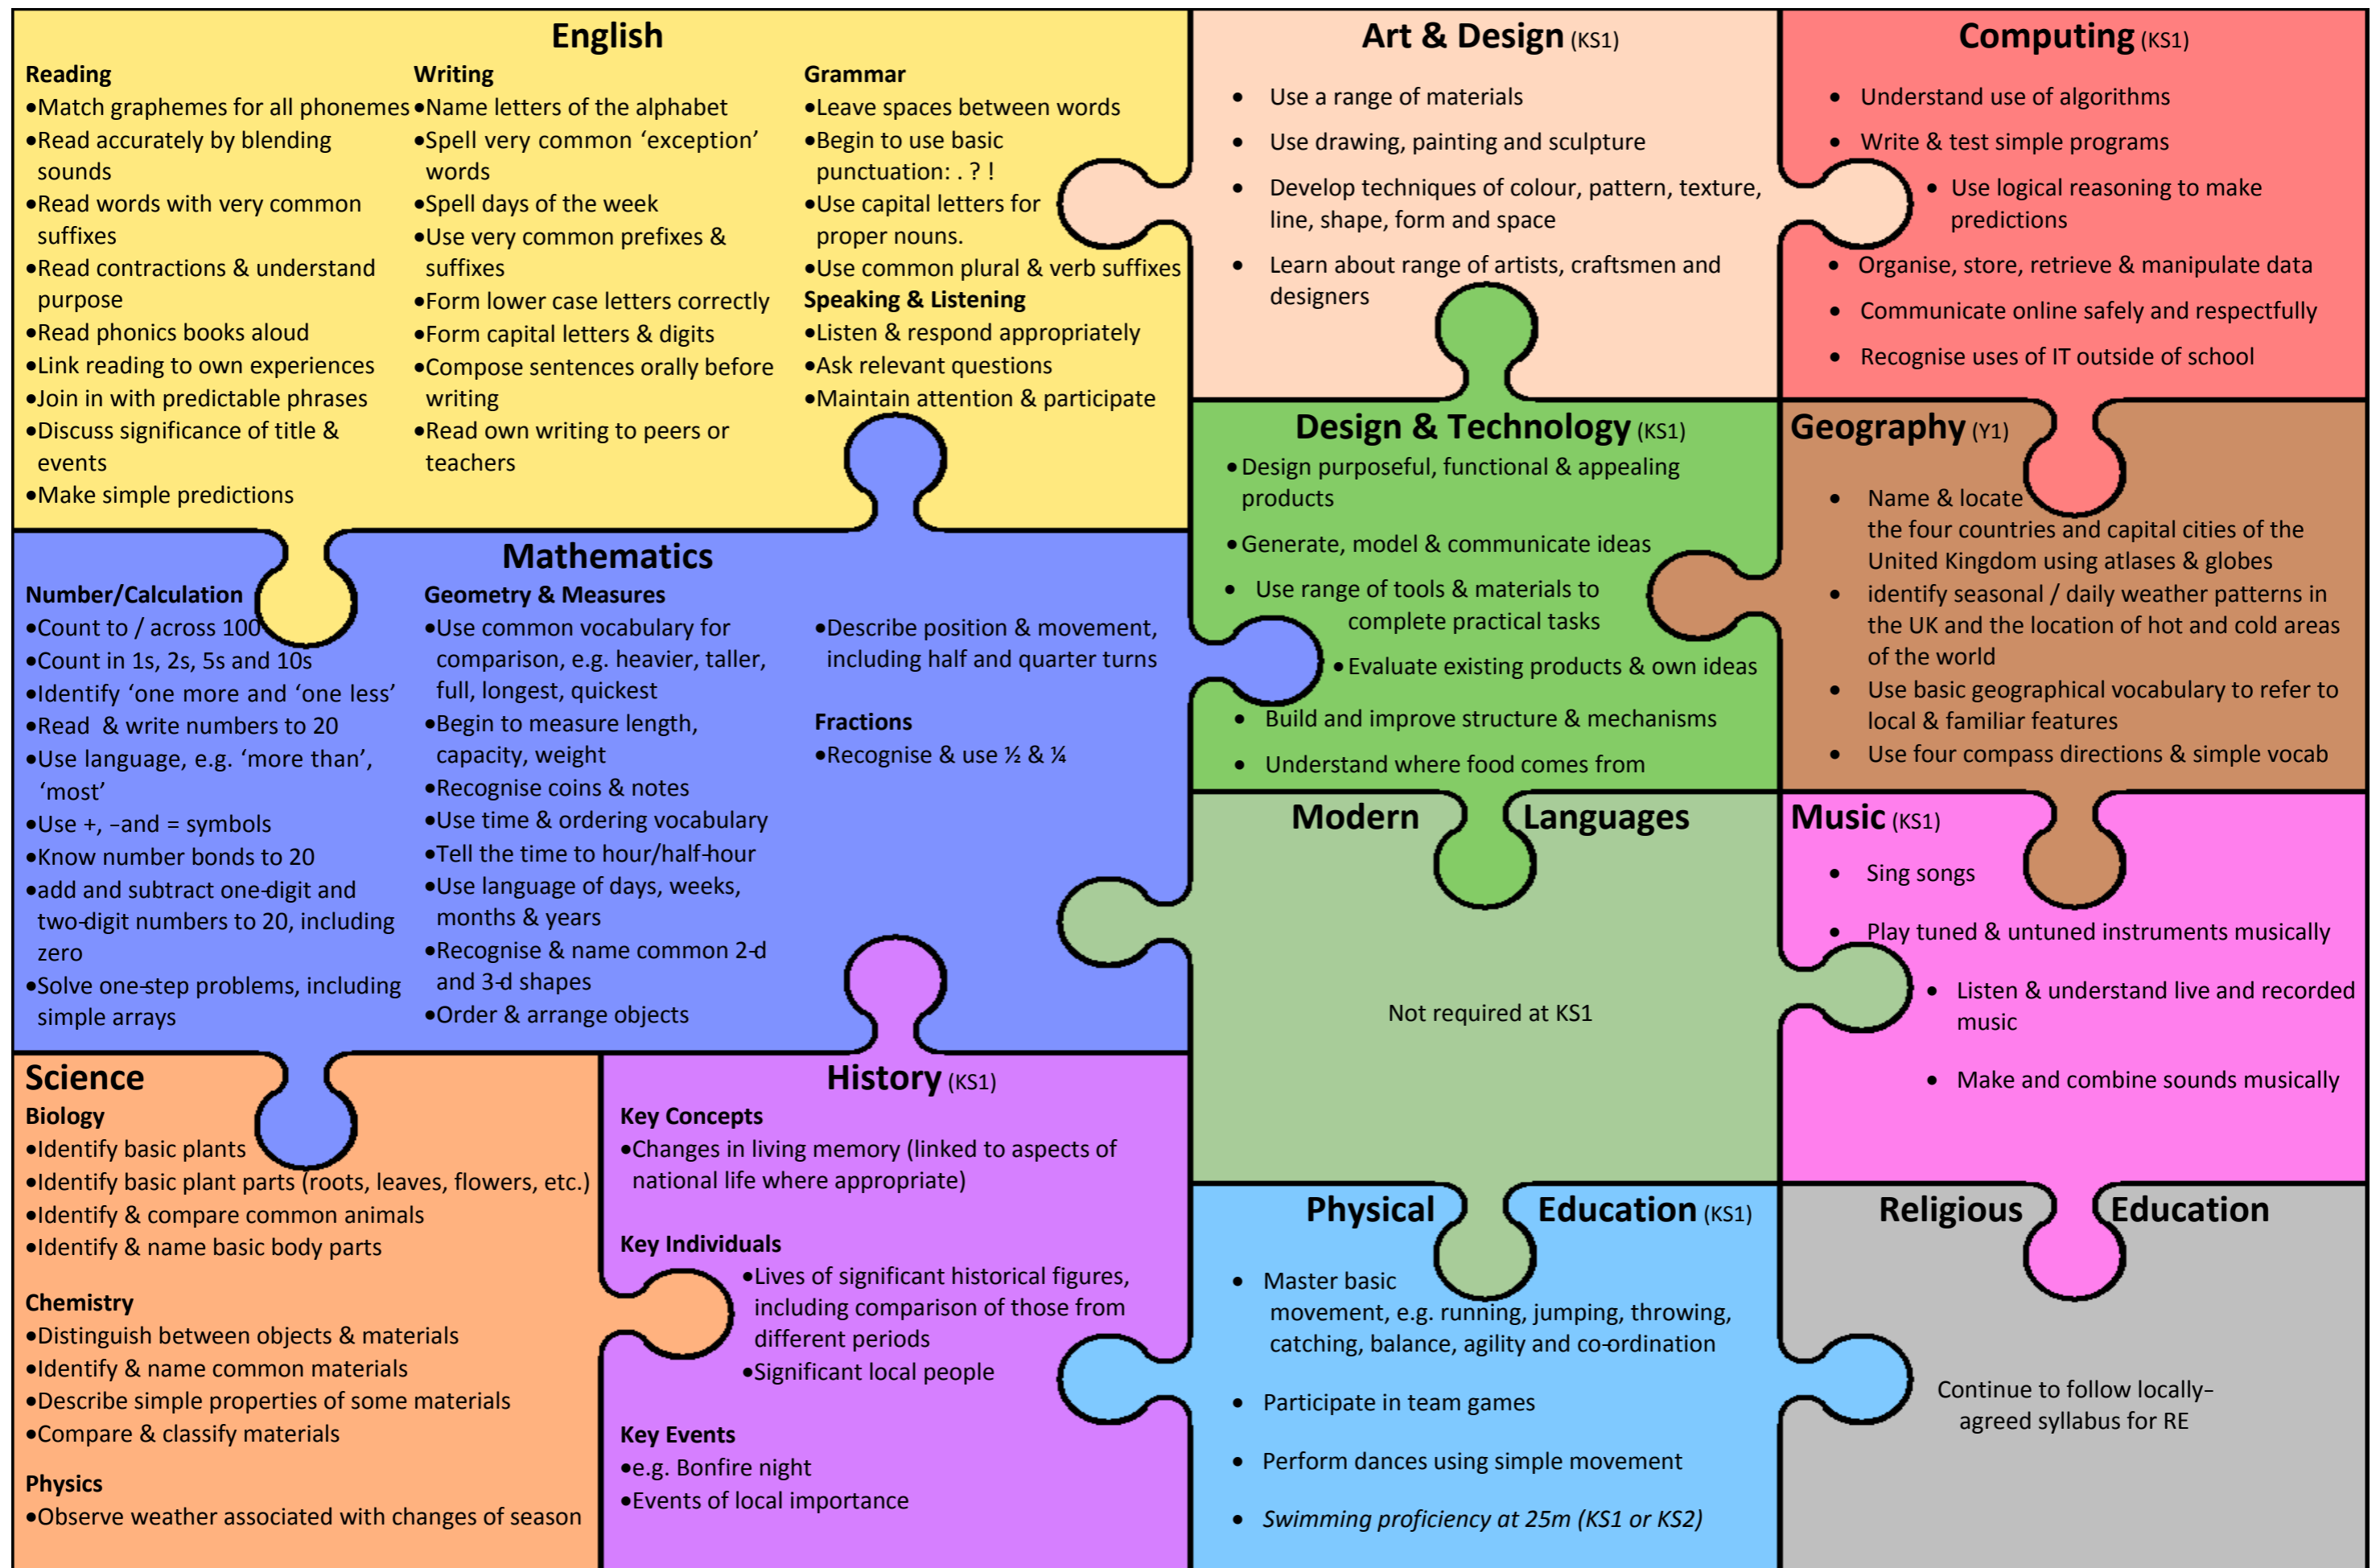 English
Reading
•Match graphemes for all phonemes
•Read accurately by blending
sounds
•Read words with very common
suffixes
•Read contractions & understand
purpose
•Read phonics books aloud
•Link reading to own experiences
•Join in with predictable phrases
•Discuss significance of title &
events
•Make simple predictions
Writing
•Name letters of the alphabet
•Spell very common ‘exception’
words
•Spell days of the week
•Use very common prefixes &
suffixes
•Form lower case letters correctly
•Form capital letters & digits
•Compose sentences orally before
writing
•Read own writing to peers or
teachers
Grammar
•Leave spaces between words
•Begin to use basic
punctuation: . ? !
•Use capital letters for
proper nouns.
•Use common plural & verb suffixes
Speaking & Listening
•Listen & respond appropriately
•Ask relevant questions
•Maintain attention & participate
Art & Design (KS1)
• Use a range of materials
• Use drawing, painting and sculpture
• Develop techniques of colour, pattern, texture,
line, shape, form and space
• Learn about range of artists, craftsmen and
designers
Computing (KS1)
• Understand use of algorithms
• Write & test simple programs
• Use logical reasoning to make
predictions
• Organise, store, retrieve & manipulate data
• Communicate online safely and respectfully
• Recognise uses of IT outside of school
Mathematics
Number/Calculation
•Count to / across 100
•Count in 1s, 2s, 5s and 10s
•Identify ‘one more and ‘one less’
•Read & write numbers to 20
•Use language, e.g. ‘more than’,
‘most’
•Use +, –and = symbols
•Know number bonds to 20
•add and subtract one-digit and
two-digit numbers to 20, including
zero
•Solve one-step problems, including
simple arrays
Geometry & Measures
•Use common vocabulary for
comparison, e.g. heavier, taller,
full, longest, quickest
•Begin to measure length,
capacity, weight
•Recognise coins & notes
•Use time & ordering vocabulary
•Tell the time to hour/half-hour
•Use language of days, weeks,
months & years
•Recognise & name common 2-d
and 3-d shapes
•Order & arrange objects
•Describe position & movement,
including half and quarter turns
Fractions
•Recognise & use ½ & ¼
Design & Technology (KS1)
•Design purposeful, functional & appealing
products
•Generate, model & communicate ideas
• Use range of tools & materials to
complete practical tasks
•Evaluate existing products & own ideas
• Build and improve structure & mechanisms
• Understand where food comes from
Geography (Y1)
• Name & locate
the four countries and capital cities of the
United Kingdom using atlases & globes
• identify seasonal / daily weather patterns in
the UK and the location of hot and cold areas
of the world
• Use basic geographical vocabulary to refer to
local & familiar features
• Use four compass directions & simple vocab
Modern Languages
Not required at KS1
Music (KS1)
• Sing songs
• Play tuned & untuned instruments musically
• Listen & understand live and recorded
music
• Make and combine sounds musically
Science
Biology
•Identify basic plants
•Identify basic plant parts (roots, leaves, flowers, etc.)
•Identify & compare common animals
•Identify & name basic body parts
Chemistry
•Distinguish between objects & materials
•Identify & name common materials
•Describe simple properties of some materials
•Compare & classify materials
Physics
•Observe weather associated with changes of season
History (KS1)
Key Concepts
•Changes in living memory (linked to aspects of
national life where appropriate)
Key Individuals
•Lives of significant historical figures,
including comparison of those from
different periods
•Significant local people
Key Events
•e.g. Bonfire night
•Events of local importance
Physical Education (KS1)
• Master basic
movement, e.g. running, jumping, throwing,
catching, balance, agility and co-ordination
• Participate in team games
• Perform dances using simple movement
• Swimming proficiency at 25m (KS1 or KS2)
Religious Education
Continue to follow locally-
agreed syllabus for RE